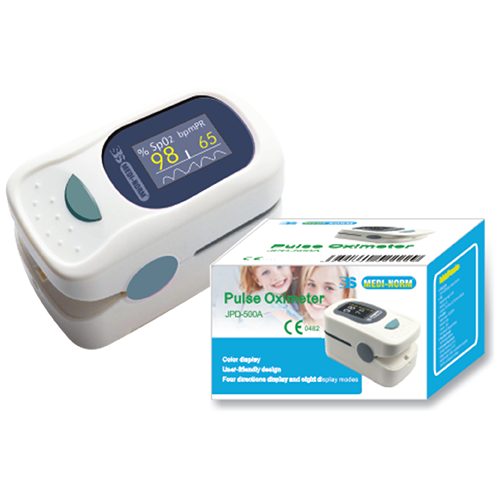 %SpO2 bpmPR
98 65
MEDI-NORM
Pulse Oximeter
MEDI-NORM
Pulse Oximeter
JPD-500A
CE 0482
Color display
User-friendly design
Four directions display and eight display modes